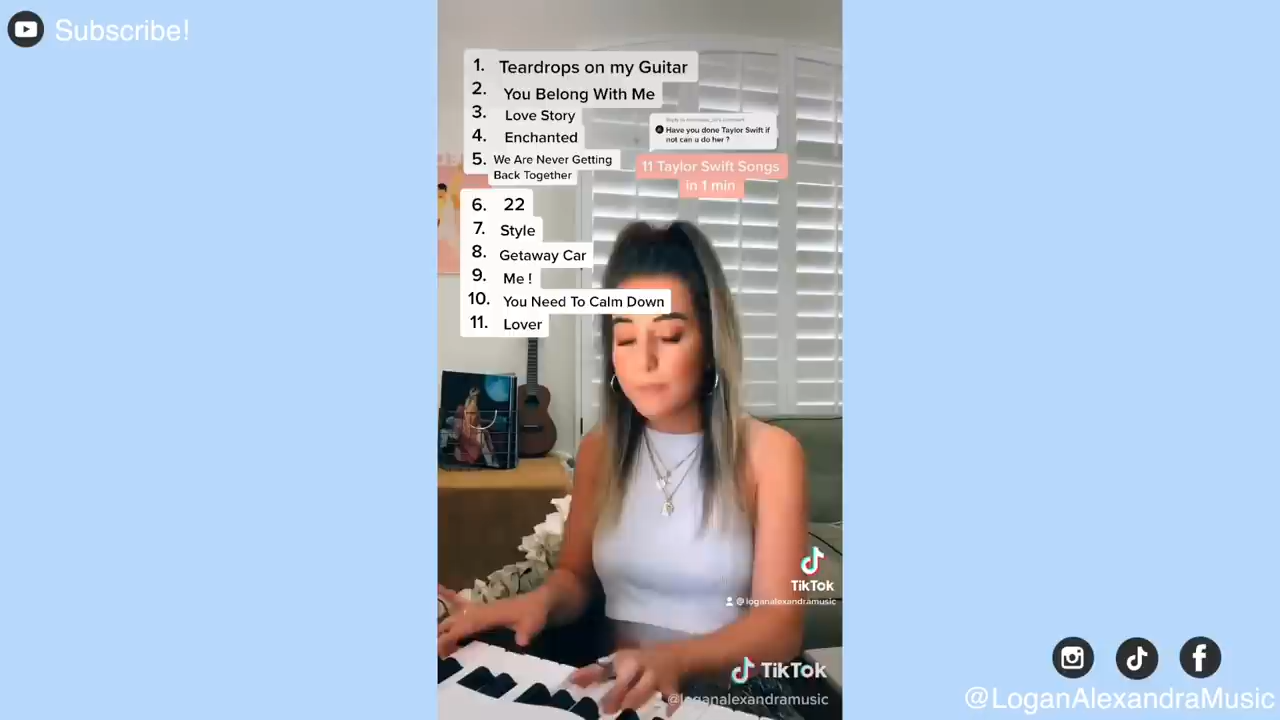 Subscribe!
1. Teardrops on my Guitar
2. You Belong With Me
3. Love Story
4. Enchanted
5. We Are Never Getting
Back Together
6. 22
7. Style
8. Getaway Car
9. Me !
10. You Need To Calm Down
11. Lover
Have you done Taylor Swift if
not can u do her ?
11 Taylor Swift Songs
in 1 min
TikTok
@loganalexandramusic
TikTok
@loganalexandramusic
@LoganAlexandraMusic